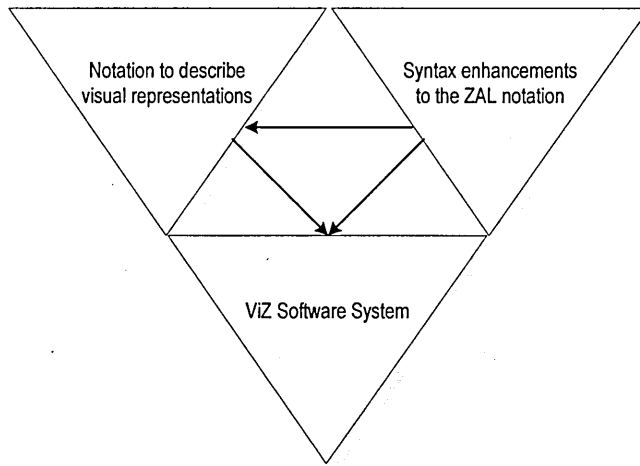 Notation to describe
visual representations
Syntax enhancements
to the ZAL notation
ViZ Software System